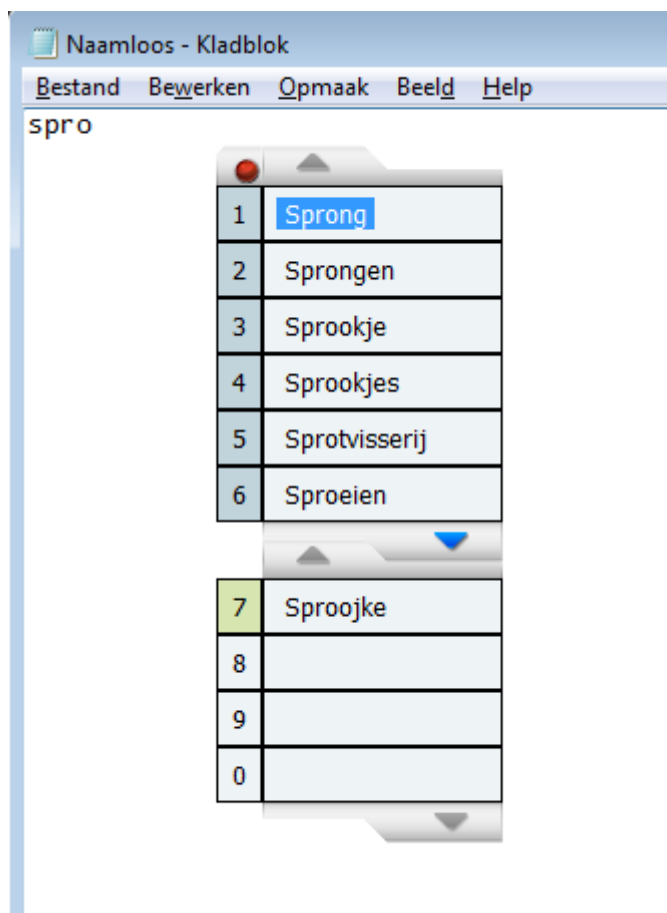 Naamloos - Kladblok
Bestand Bewerken Opmaak Beeld Help
spro
1 Sprong
2 Sprongen
3 Sprookje
4 Sprookjes
5 Sprotvisserij
6 Sproeien
7 Sproojke
8
9
0